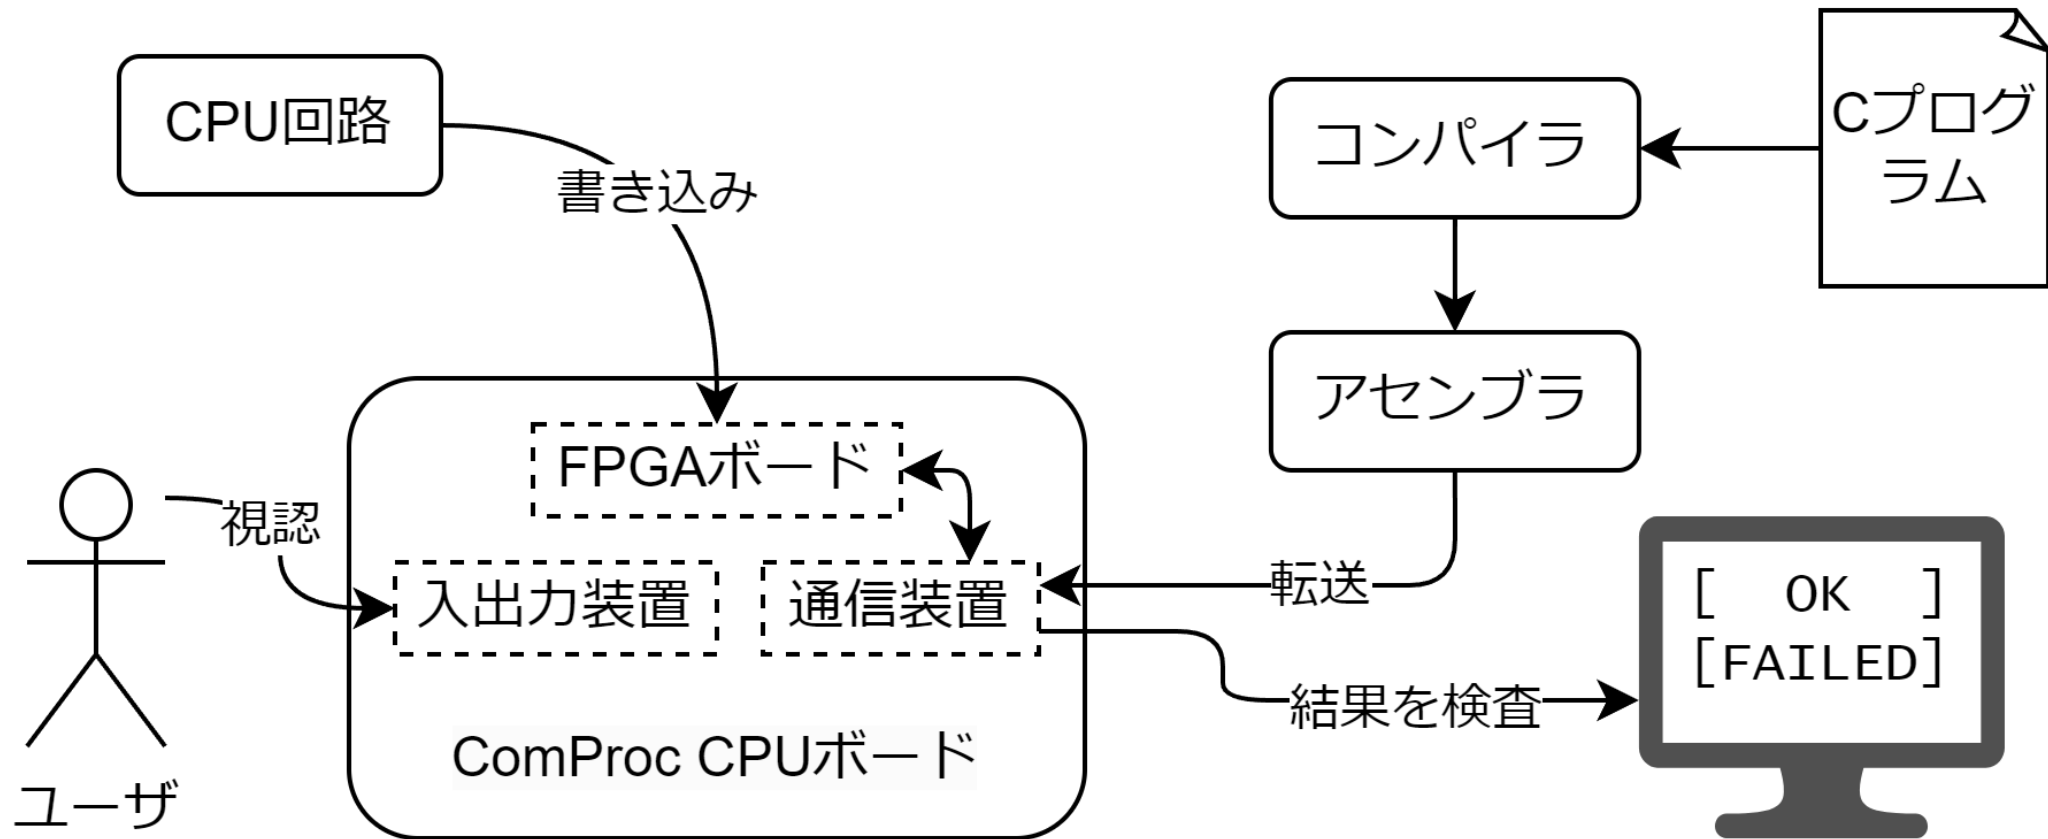 CPU回路
書き込み
コンパイラ
Cプログ
ラム
アセンブラ
FPGAボード
視認
入出力装置
通信装置
転送
結果を検査
[  OK  ]
[FAILED]
ComProc CPUボード
ユーザ